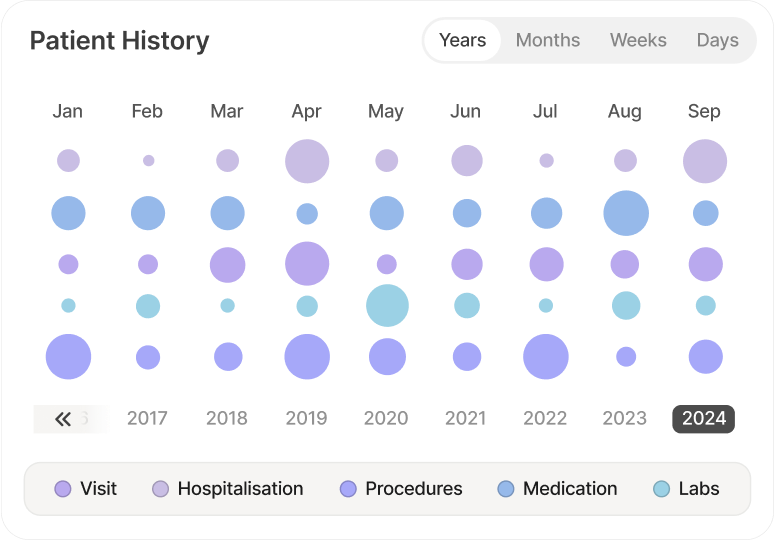 Patient History
Years Months Weeks Days
Jan Feb Mar Apr May Jun Jul Aug Sep
2017 2018 2019 2020 2021 2022 2023 2024
Visit Hospitalisation Procedures Medication Labs